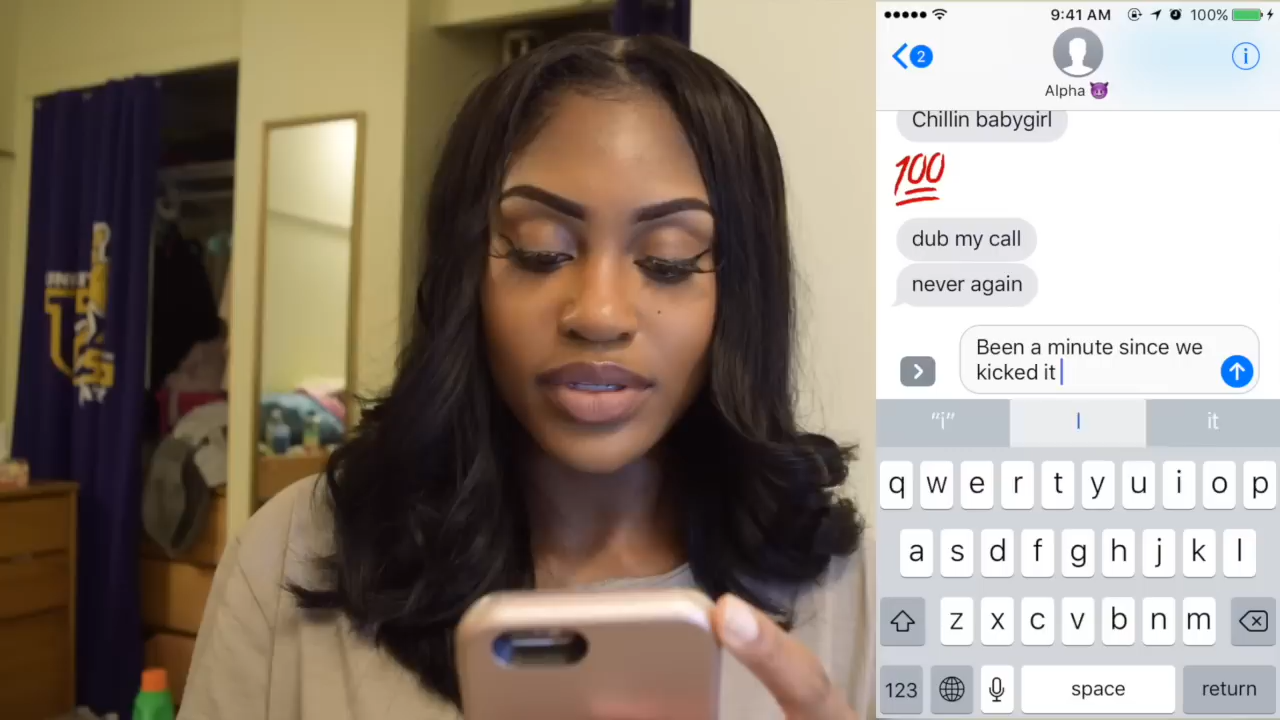 9:41 AM
100%
2
Alpha 😈
Chillin babygirl
💯
dub my call
never again
Been a minute since we
kicked it
"i"
I
it
q w e r t y u i o p
a s d f g h j k l
z x c v b n m
123
space
return